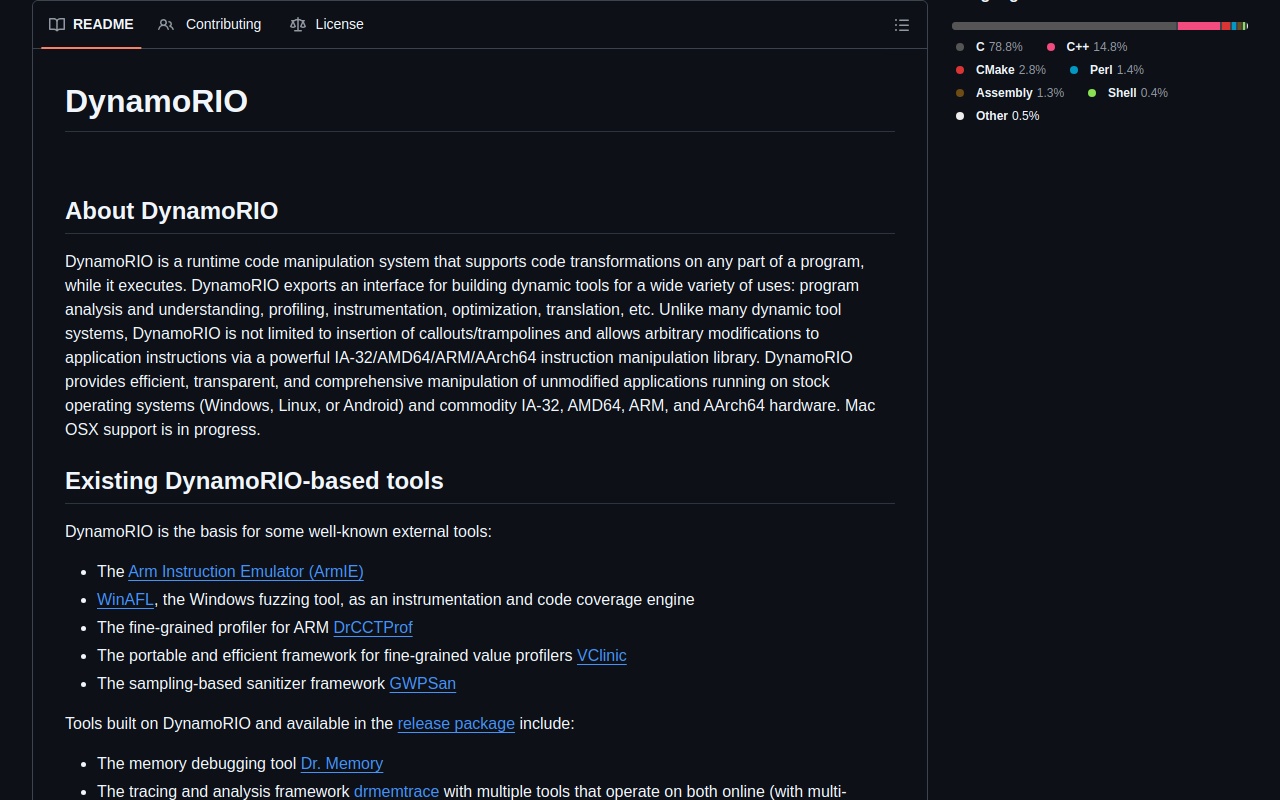 README
Contributing
License
DynamoRIO
About DynamoRIO
DynamoRIO is a runtime code manipulation system that supports code transformations on any part of a program,
while it executes. DynamoRIO exports an interface for building dynamic tools for a wide variety of uses: program
analysis and understanding, profiling, instrumentation, optimization, translation, etc. Unlike many dynamic tool
systems, DynamoRIO is not limited to insertion of callouts/trampolines and allows arbitrary modifications to
application instructions via a powerful IA-32/AMD64/ARM/AArch64 instruction manipulation library. DynamoRIO
provides efficient, transparent, and comprehensive manipulation of unmodified applications running on stock
operating systems (Windows, Linux, or Android) and commodity IA-32, AMD64, ARM, and AArch64 hardware. Mac
OSX support is in progress.
Existing DynamoRIO-based tools
DynamoRIO is the basis for some well-known external tools:
The Arm Instruction Emulator (ArmIE)
WinAFL, the Windows fuzzing tool, as an instrumentation and code coverage engine
The fine-grained profiler for ARM DrCCTProf
The portable and efficient framework for fine-grained value profilers VClinic
The sampling-based sanitizer framework GWPSan
Tools built on DynamoRIO and available in the release package include:
The memory debugging tool Dr. Memory
The tracing and analysis framework drmemtrace with multiple tools that operate on both online (with multi-
C 78.8%
C++ 14.8%
CMake 2.8%
Perl 1.4%
Assembly 1.3%
Shell 0.4%
Other 0.5%